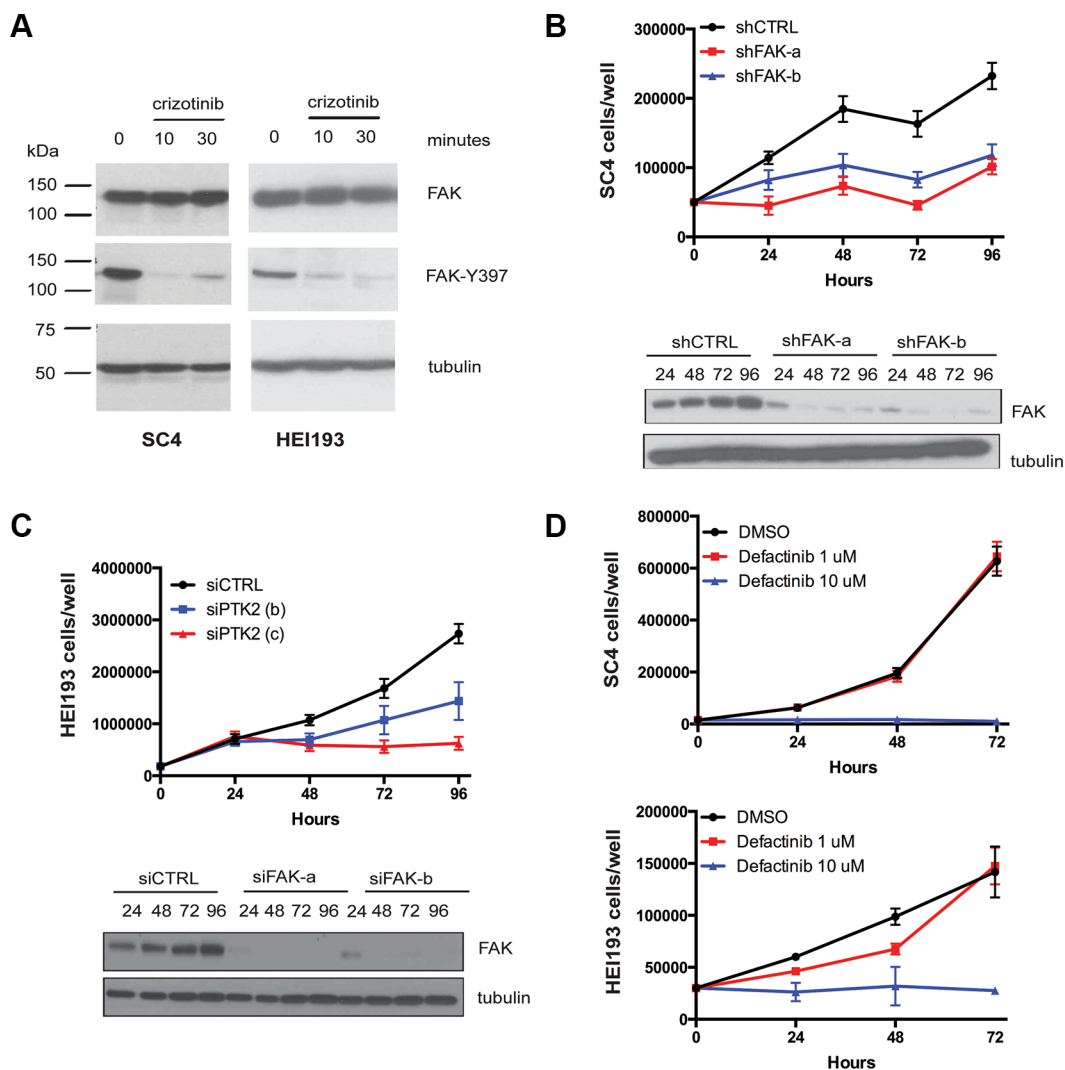 A
crizotinib crizotinib
0 10 30 0 10 30 minutes
kDa
150
100
FAK
150
100
FAK-Y397
75
50
tubulin
SC4 HEI193
B
shCTRL
shFAK-a
shFAK-b
SC4 cells/well
300000
200000
100000
0
0 24 48 72 96
Hours
shCTRL shFAK-a shFAK-b
24 48 72 96 24 48 72 96 24 48 72 96
FAK
tubulin
C
siCTRL
siPTK2 (b)
siPTK2 (c)
HEI193 cells/well
4000000
3000000
2000000
1000000
0
0 24 48 72 96
Hours
siCTRL siFAK-a siFAK-b
24 48 72 96 24 48 72 96 24 48 72 96
FAK
tubulin
D
DMSO
Defactinib 1 uM
Defactinib 10 uM
SC4 cells/well
800000
600000
400000
200000
0
0 24 48 72
Hours
DMSO
Defactinib 1 uM
Defactinib 10 uM
HEI193 cells/well
200000
150000
100000
50000
0
0 24 48 72
Hours